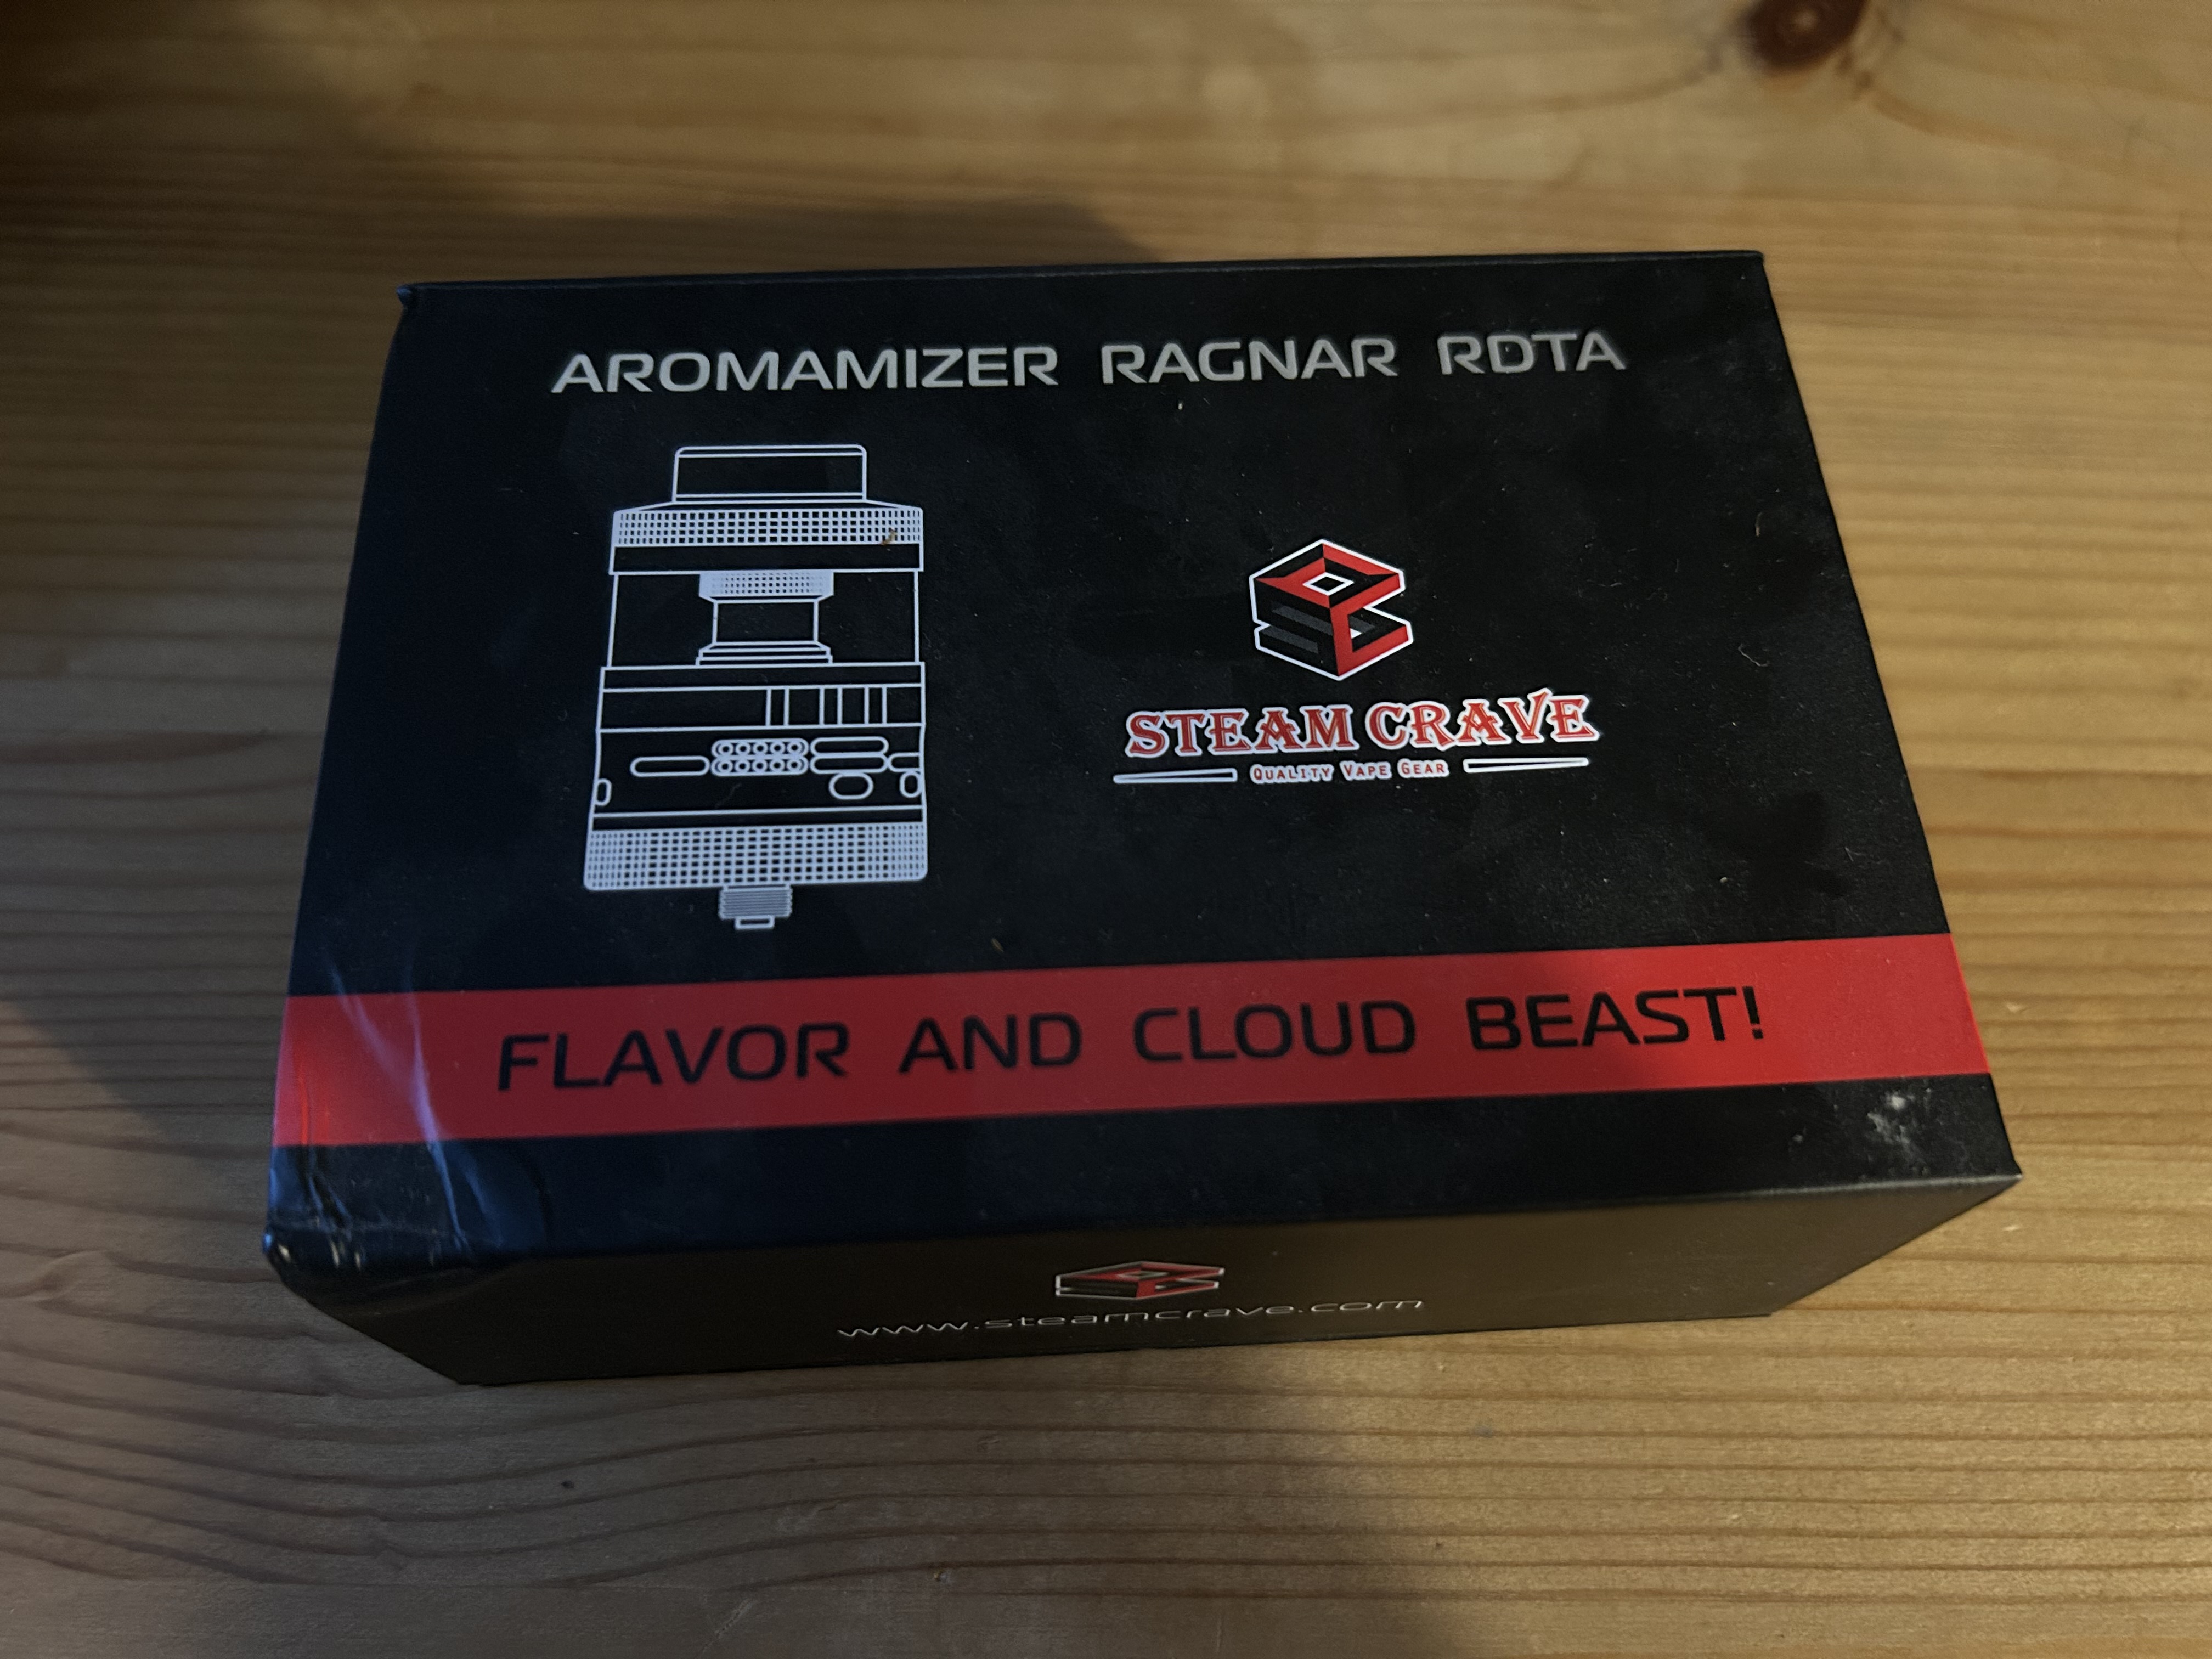 AROMAMIZER RAGNAR RDTA
STEAM CRAVE
QUALITY VAPE GEAR
FLAVOR AND CLOUD BEAST!
www.steamcrave.com